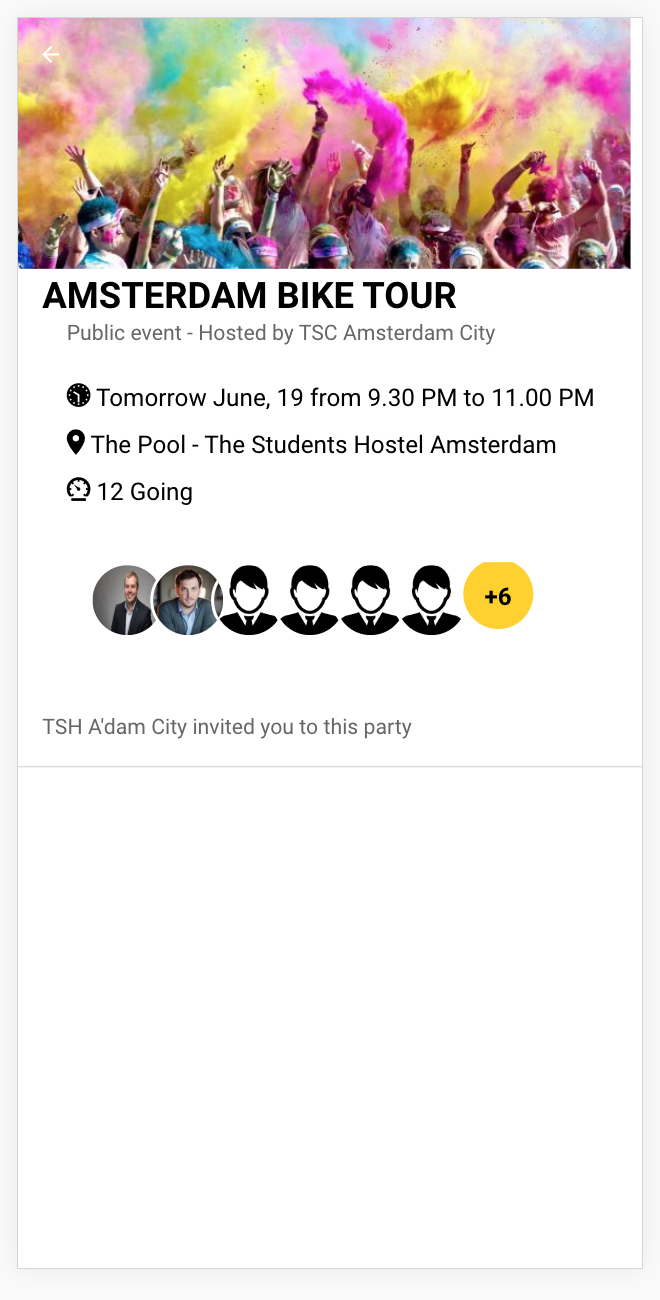 AMSTERDAM BIKE TOUR
Public event - Hosted by TSC Amsterdam City
Tomorrow June, 19 from 9.30 PM to 11.00 PM
The Pool - The Students Hostel Amsterdam
12 Going
+6
TSH A'dam City invited you to this party